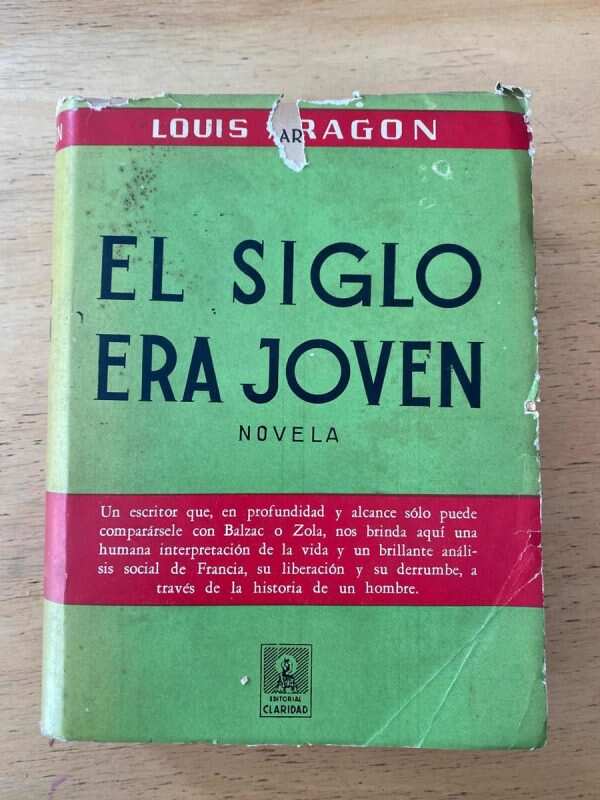 LOUIS ARAGON
EL SIGLO
ERA JOVEN
NOVELA
Un escritor que, en profundidad y alcance sólo puede
comparársele con Balzac o Zola, nos brinda aquí una
humana interpretación de la vida y un brillante análi-
sis social de Francia, su liberación y su derrumbe, a
través de la historia de un hombre.
EDITORIAL
CLARIDAD